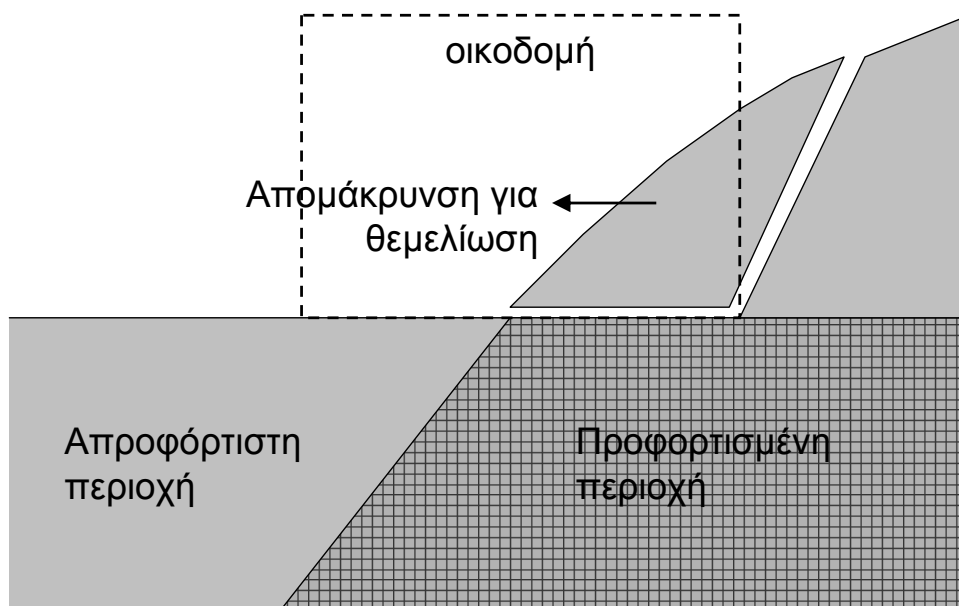 οικοδομή
Απομάκρυνση για
θεμελίωση
Απροφόρτιστη
περιοχή
Προφορτισμένη
περιοχή